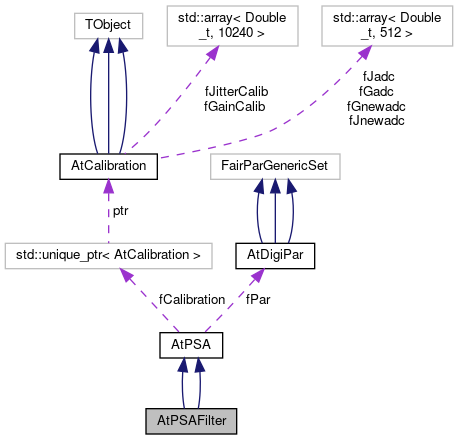 TObject
std::array< Double
_t, 10240 >
std::array< Double
_t, 512 >
fJitterCalib
fGainCalib
fJadc
fGadc
fGnewadc
fJnewadc
AtCalibration
FairParGenericSet
ptr
std::unique_ptr< AtCalibration >
AtDigiPar
fCalibration
fPar
AtPSA
AtPSAFilter